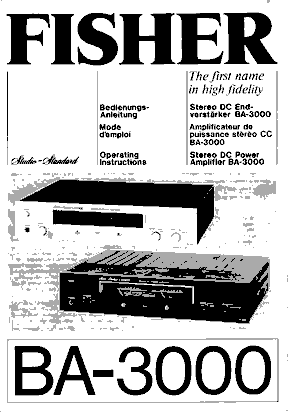 FISHER
The first name
in high fidelity
Bedienungs-
Anleitung
Stereo DC End-
verstärker BA-3000
Mode
d'emploi
Amplificateur de
puissance stéréo CC
BA-3000
Studio-Standard
Operating
Instructions
Stereo DC Power
Amplifier BA-3000
BA-3000